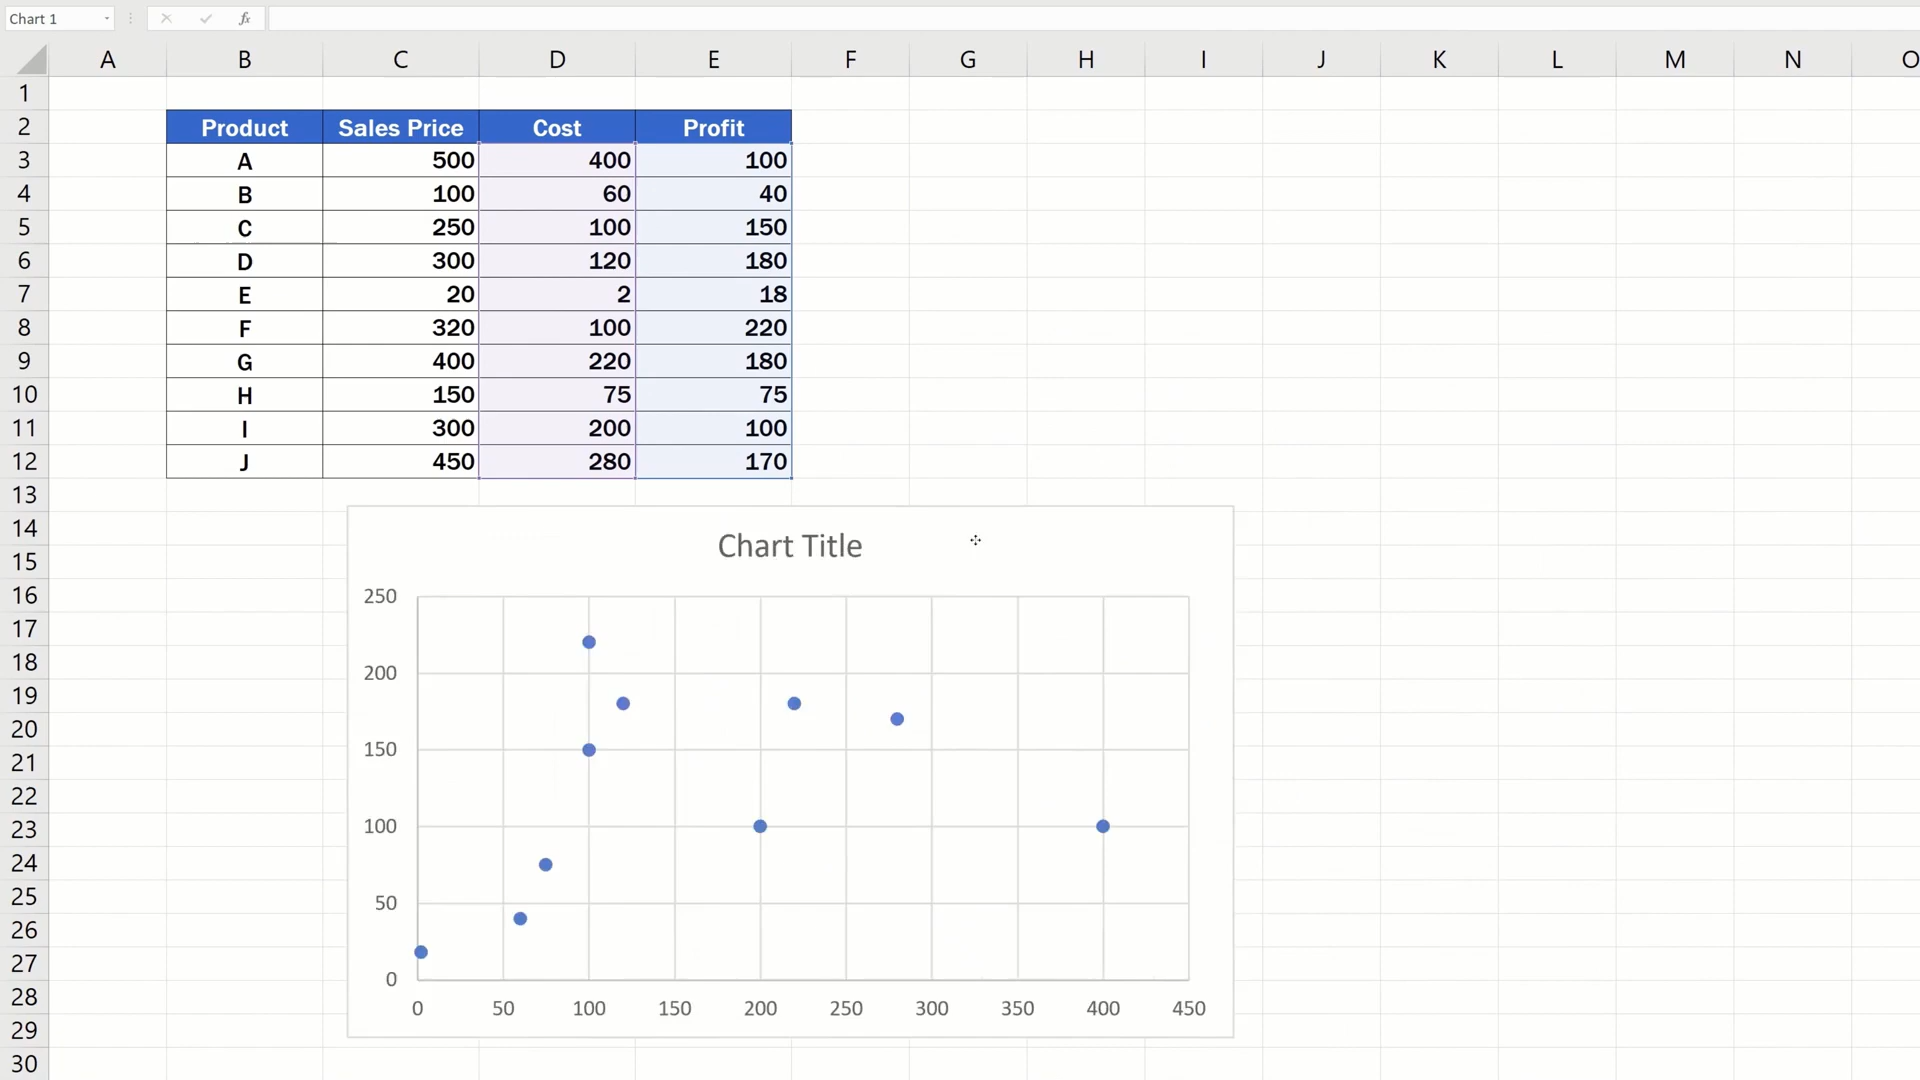 Chart 1
fx
A B C D E F G H I J K L M N O
1
2 Product Sales Price Cost Profit
3 A 500 400 100
4 B 100 60 40
5 C 250 100 150
6 D 300 120 180
7 E 20 2 18
8 F 320 100 220
9 G 400 220 180
10 H 150 75 75
11 I 300 200 100
12 J 450 280 170
13
14
Chart Title
15
16 250
17
18
200
19
20
150
21
22
23 100
24
25
50
26
27
0
28 0 50 100 150 200 250 300 350 400 450
29
30